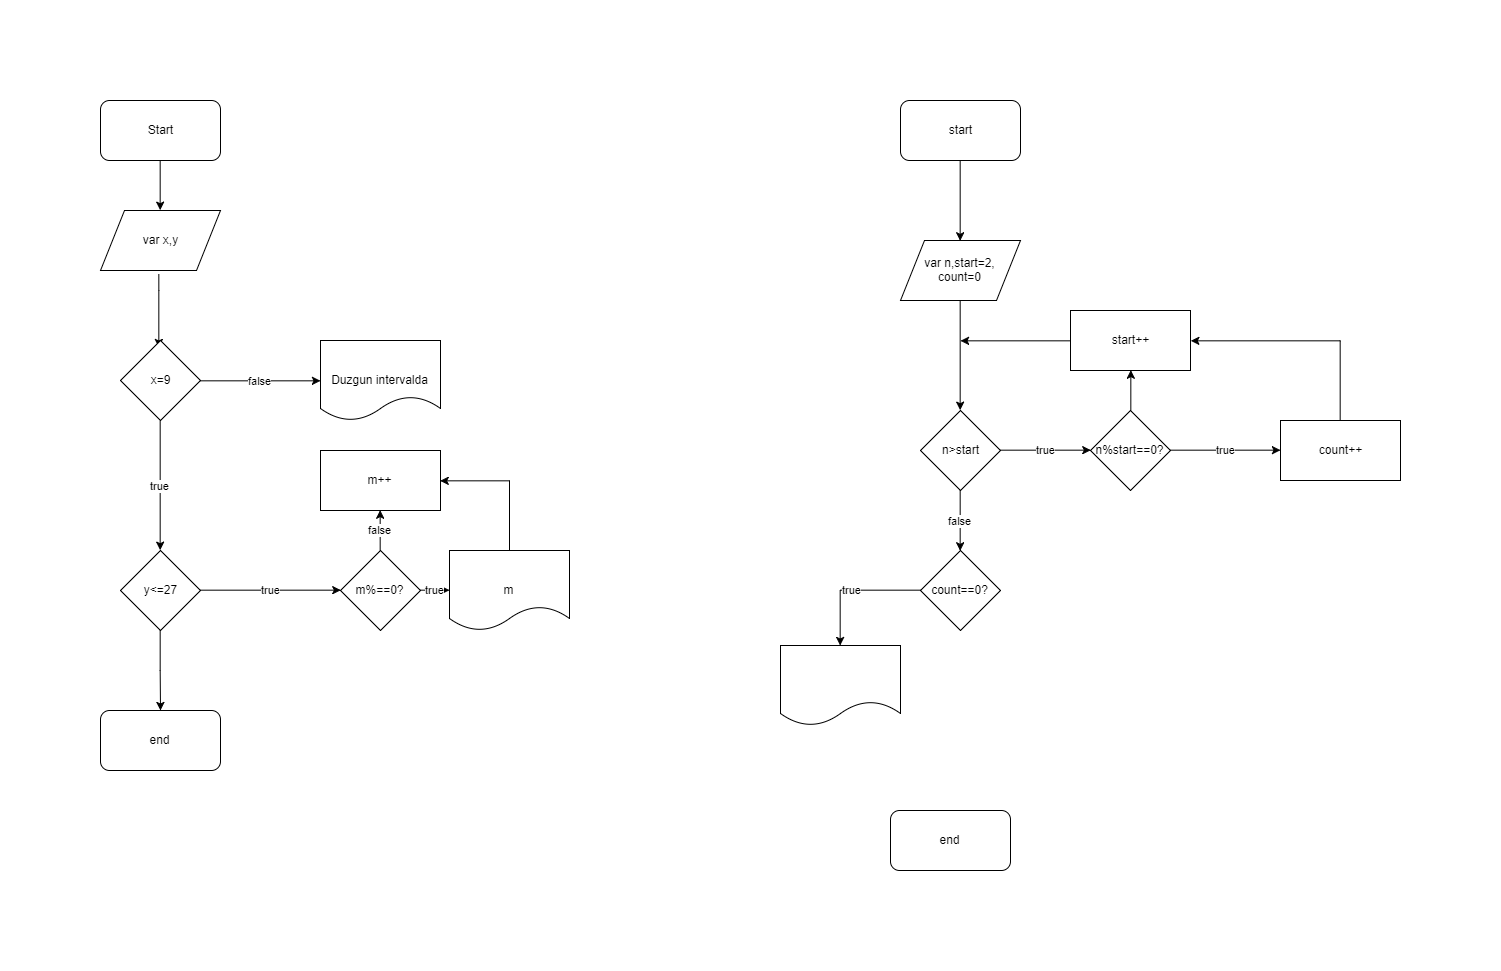 Start
var x,y
x=9
false
Duzgun intervalda
true
m++
false
y<=27
true
m%==0?
true
m
end
start
var n,start=2,
count=0
start++
n>start
true
n%start==0?
true
count++
false
count==0?
true
end